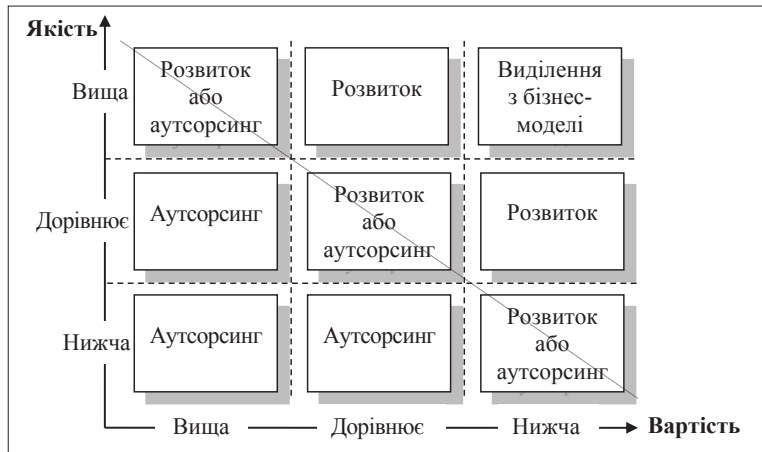 Якість
Вища
Розвиток
або
аутсорсинг
Розвиток
Виділення
з бізнес-
моделі
Дорівнює
Аутсорсинг
Розвиток
або
аутсорсинг
Розвиток
Нижча
Аутсорсинг
Аутсорсинг
Розвиток
або
аутсорсинг
Вища
Дорівнює
Нижча
Вартість